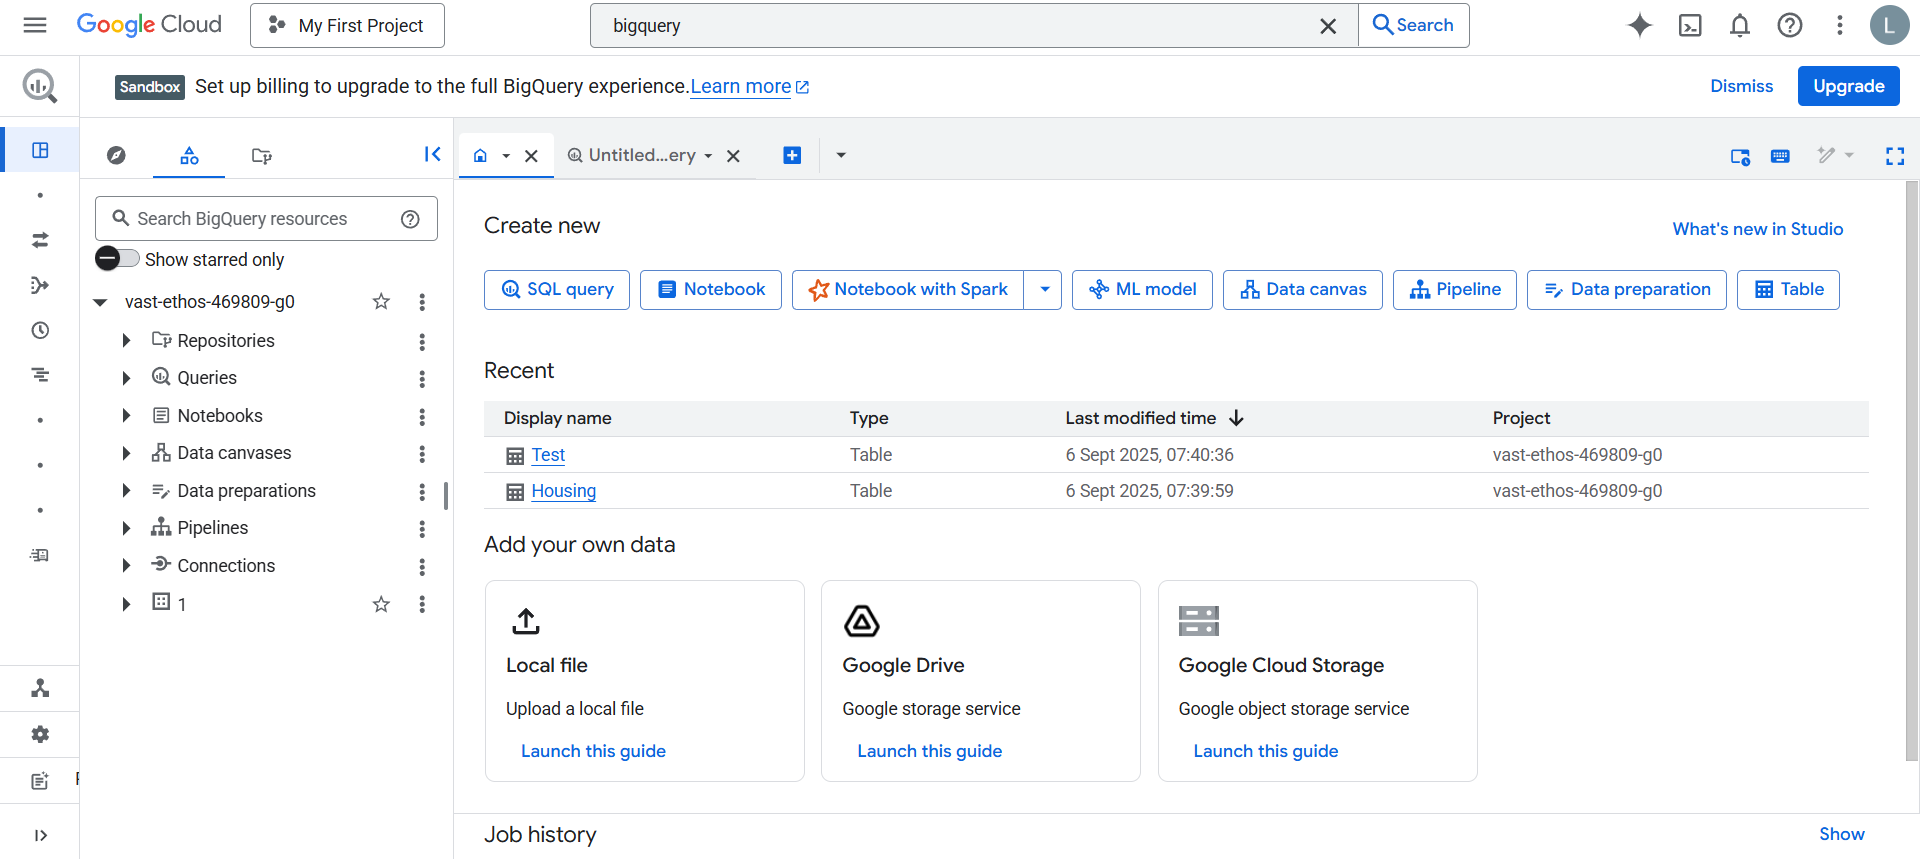 Google Cloud
My First Project
bigquery
Search
L
Sandbox
Set up billing to upgrade to the full BigQuery experience. Learn more
Dismiss
Upgrade
Untitled...ery
Search BigQuery resources
Show starred only
vast-ethos-469809-g0
Repositories
Queries
Notebooks
Data canvases
Data preparations
Pipelines
Connections
1
Create new
What's new in Studio
SQL query
Notebook
Notebook with Spark
ML model
Data canvas
Pipeline
Data preparation
Table
Recent
Display name Type Last modified time Project
Test Table 6 Sept 2025, 07:40:36 vast-ethos-469809-g0
Housing Table 6 Sept 2025, 07:39:59 vast-ethos-469809-g0
Add your own data
Local file
Upload a local file
Launch this guide
Google Drive
Google storage service
Launch this guide
Google Cloud Storage
Google object storage service
Launch this guide
Job history
Show